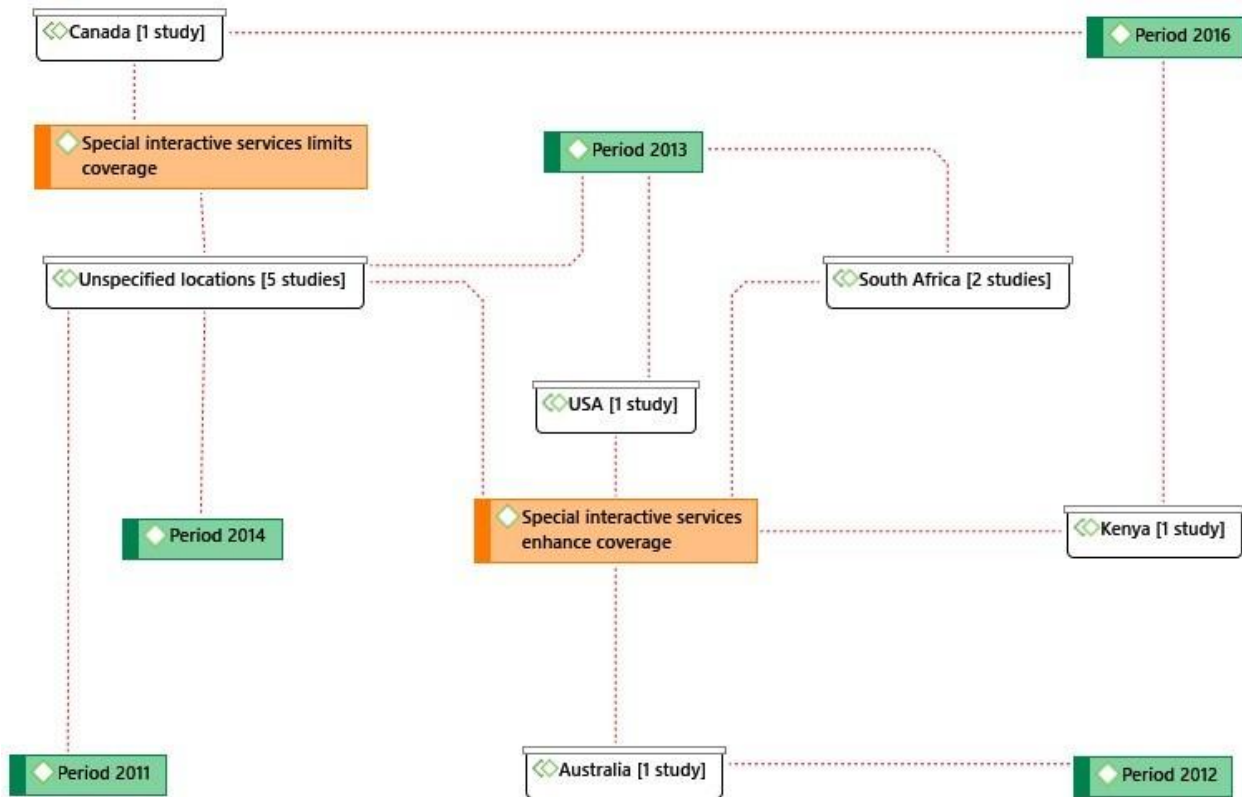 Canada [1 study]
Period 2016
Special interactive services limits
coverage
Period 2013
Unspecified locations [5 studies]
South Africa [2 studies]
USA [1 study]
Special interactive services
enhance coverage
Period 2014
Kenya [1 study]
Period 2011
Australia [1 study]
Period 2012